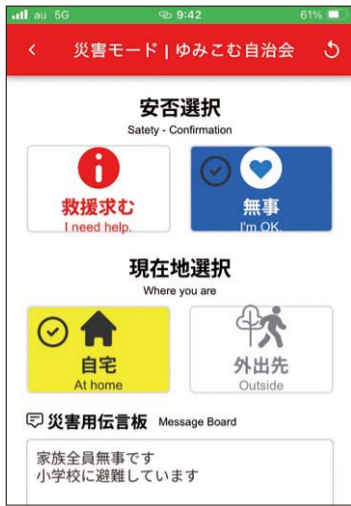 au 5G 9:42 61%
災害モード | ゆみこむ自治会
安否選択
Satety - Confirmation
救援求む
I need help.
無事
I'm OK.
現在地選択
Where you are
自宅
At home
外出先
Outside
災害用伝言板 Message Board
家族全員無事です
小学校に避難しています